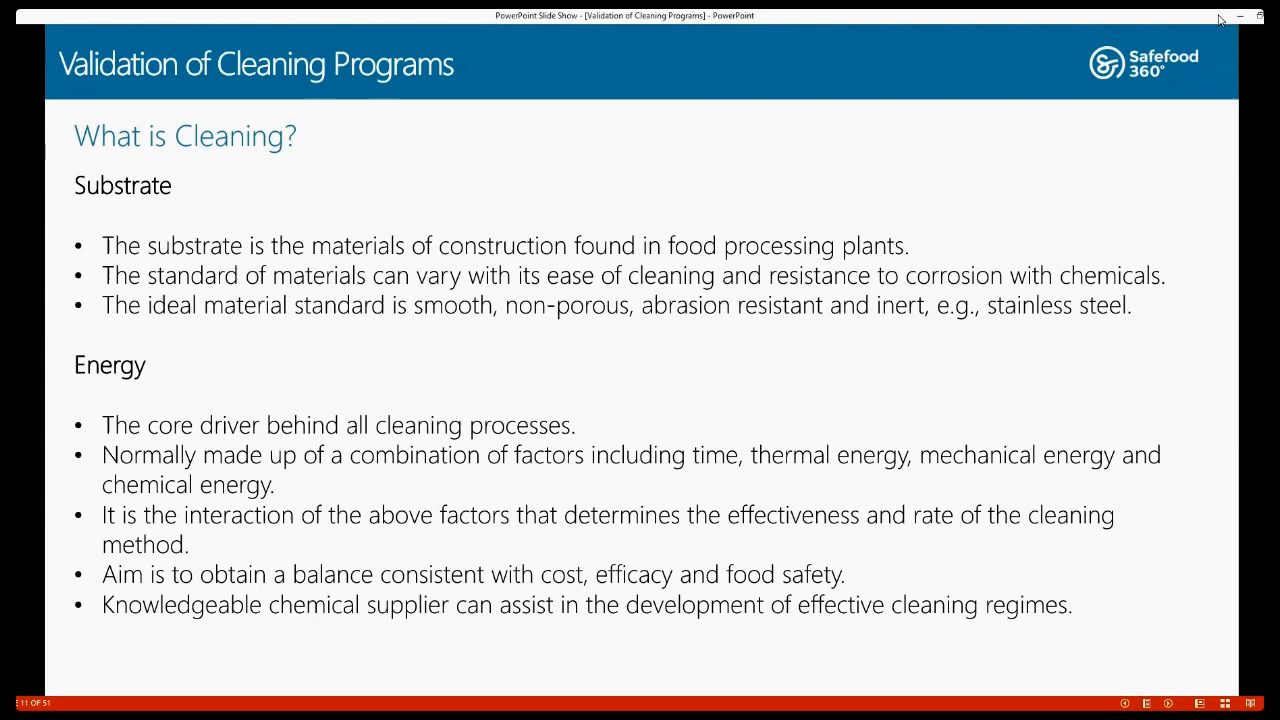 PowerPoint Slide Show - [Validation of Cleaning Programs] - PowerPoint
Validation of Cleaning Programs
Safefood
360°
What is Cleaning?
Substrate
• The substrate is the materials of construction found in food processing plants.
• The standard of materials can vary with its ease of cleaning and resistance to corrosion with chemicals.
• The ideal material standard is smooth, non-porous, abrasion resistant and inert, e.g., stainless steel.
Energy
• The core driver behind all cleaning processes.
• Normally made up of a combination of factors including time, thermal energy, mechanical energy and
chemical energy.
• It is the interaction of the above factors that determines the effectiveness and rate of the cleaning
method.
• Aim is to obtain a balance consistent with cost, efficacy and food safety.
• Knowledgeable chemical supplier can assist in the development of effective cleaning regimes.
E 11 OF 51